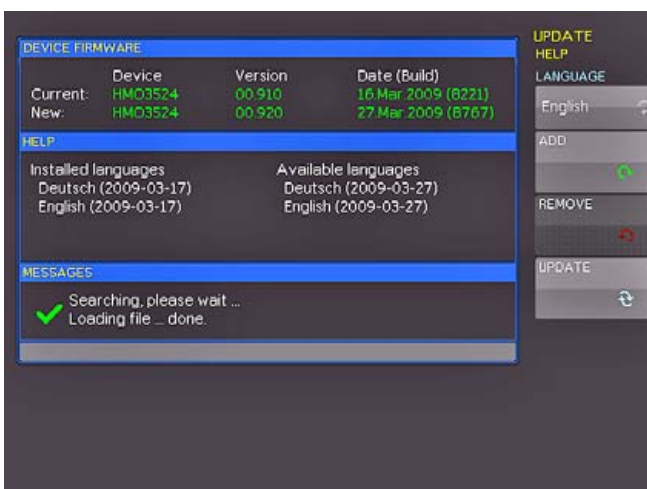 DEVICE FIRMWARE
Device Version Date (Build)
Current: HMO3524 00.910 16.Mar 2009 (8221)
New: HMO3524 00.920 27.Mar 2009 (8767)
HELP
Installed languages Available languages
Deutsch (2009-03-17) Deutsch (2009-03-27)
English (2009-03-17) English (2009-03-27)
MESSAGES
Searching, please wait ...
Loading file ... done.
UPDATE
HELP
LANGUAGE
English
ADD
REMOVE
UPDATE